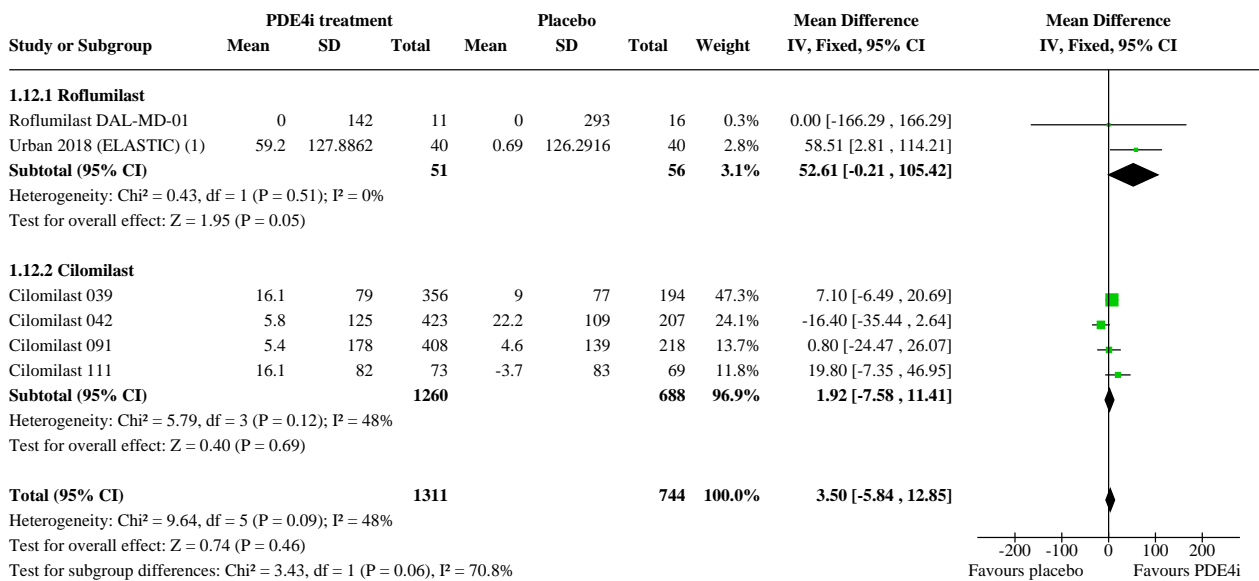 PDE4i treatment Placebo Mean Difference Mean Difference
Study or Subgroup Mean SD Total Mean SD Total Weight IV, Fixed, 95% CI IV, Fixed, 95% CI
1.12.1 Roflumilast
Roflumilast DAL-MD-01 0 142 11 0 293 16 0.3% 0.00 [-166.29 , 166.29]
Urban 2018 (ELASTIC) (1) 59.2 127.8862 40 0.69 126.2916 40 2.8% 58.51 [2.81 , 114.21]
Subtotal (95% CI) 51 56 3.1% 52.61 [-0.21 , 105.42]
Heterogeneity: Chi² = 0.43, df = 1 (P = 0.51); I² = 0%
Test for overall effect: Z = 1.95 (P = 0.05)
1.12.2 Cilomilast
Cilomilast 039 16.1 79 356 9 77 194 47.3% 7.10 [-6.49 , 20.69]
Cilomilast 042 5.8 125 423 22.2 109 207 24.1% -16.40 [-35.44 , 2.64]
Cilomilast 091 5.4 178 408 4.6 139 218 13.7% 0.80 [-24.47 , 26.07]
Cilomilast 111 16.1 82 73 -3.7 83 69 11.8% 19.80 [-7.35 , 46.95]
Subtotal (95% CI) 1260 688 96.9% 1.92 [-7.58 , 11.41]
Heterogeneity: Chi² = 5.79, df = 3 (P = 0.12); I² = 48%
Test for overall effect: Z = 0.40 (P = 0.69)
Total (95% CI) 1311 744 100.0% 3.50 [-5.84 , 12.85]
Heterogeneity: Chi² = 9.64, df = 5 (P = 0.09); I² = 48%
Test for overall effect: Z = 0.74 (P = 0.46)
Test for subgroup differences: Chi² = 3.43, df = 1 (P = 0.06), I² = 70.8%
-200 -100 0 100 200
Favours placebo Favours PDE4i